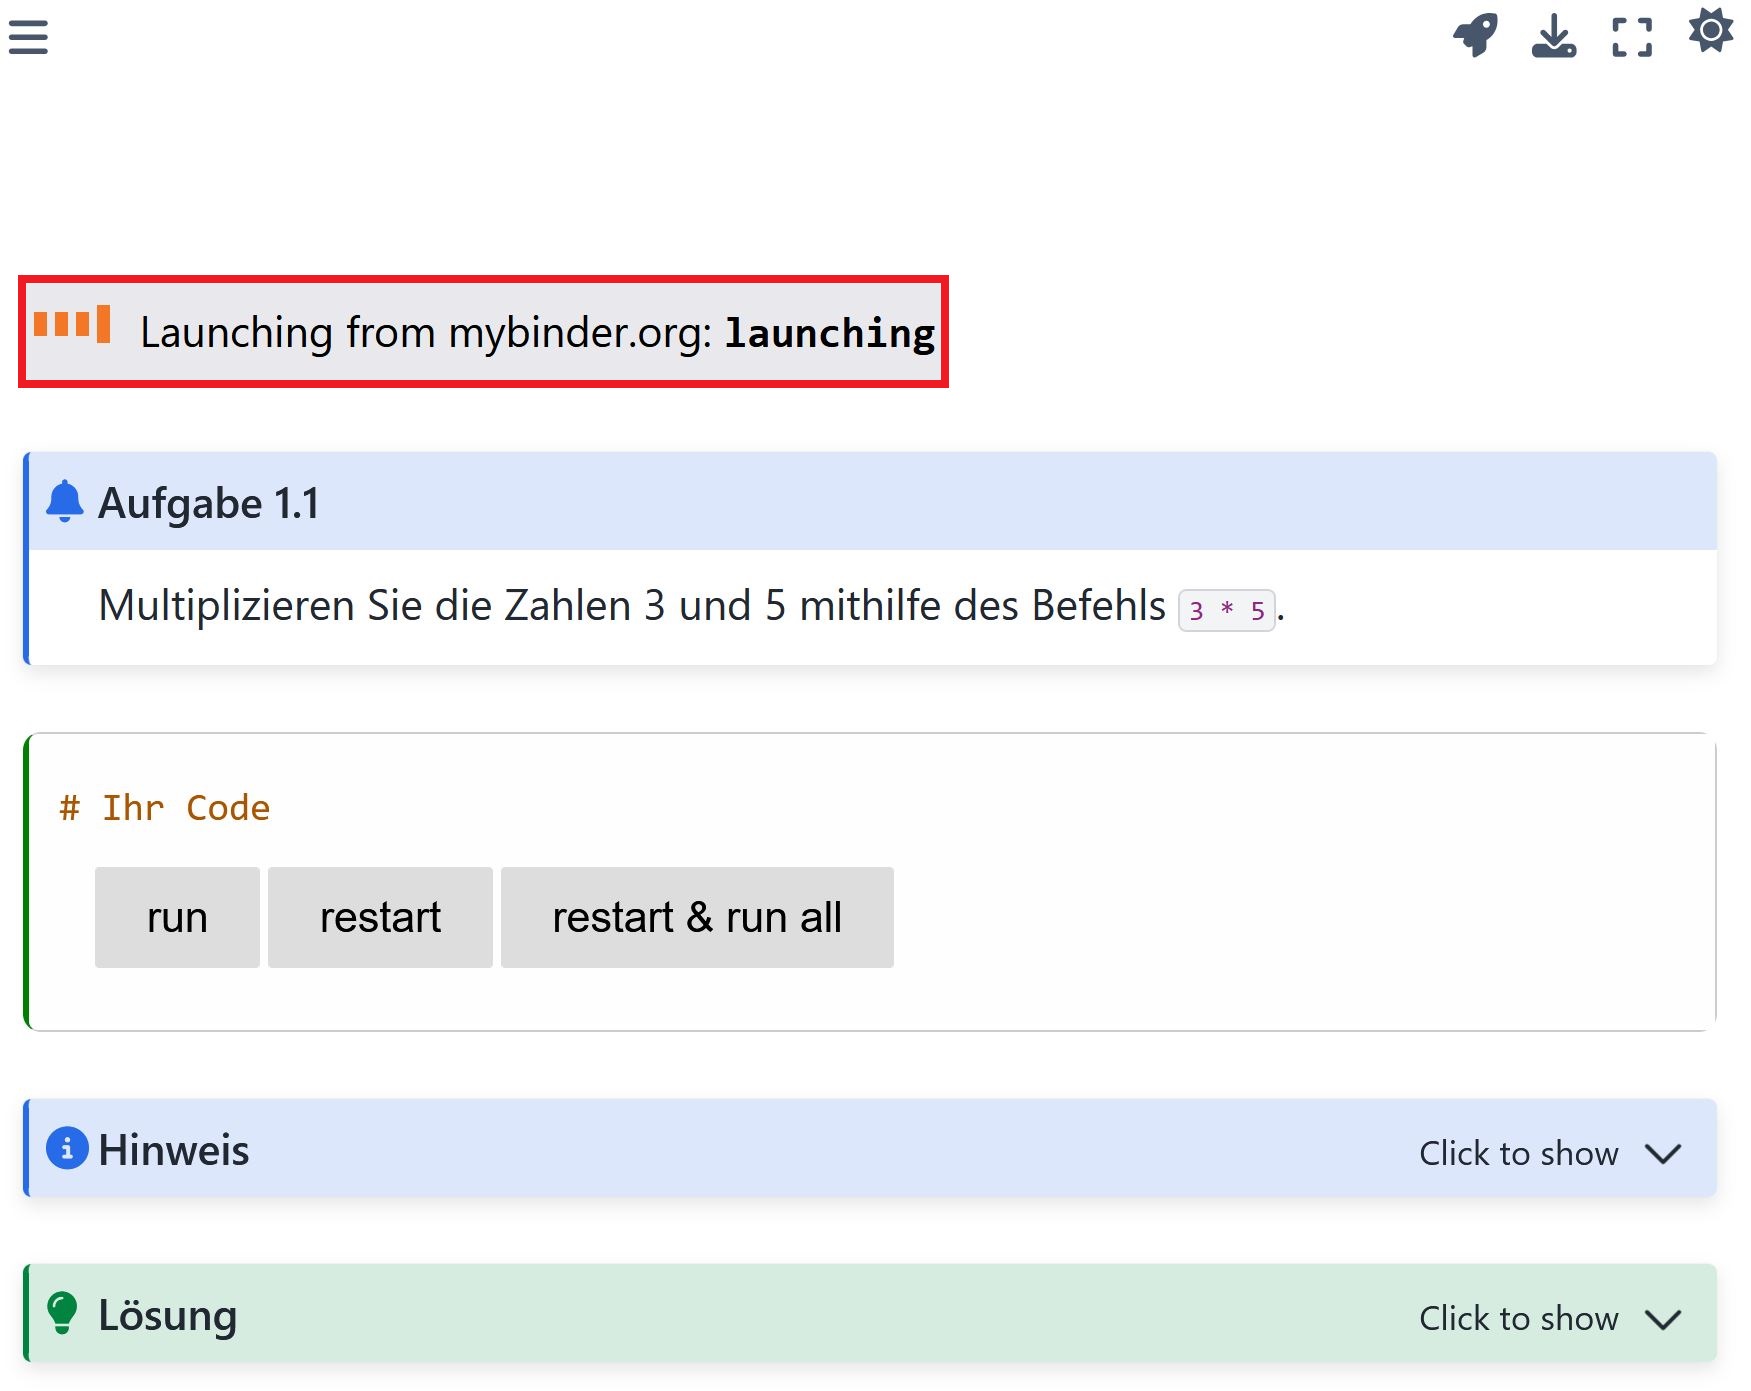 Launching from mybinder.org: launching
Aufgabe 1.1
Multiplizieren Sie die Zahlen 3 und 5 mithilfe des Befehls 3 * 5.
# Ihr Code
run restart restart & run all
Hinweis Click to show
Lösung Click to show